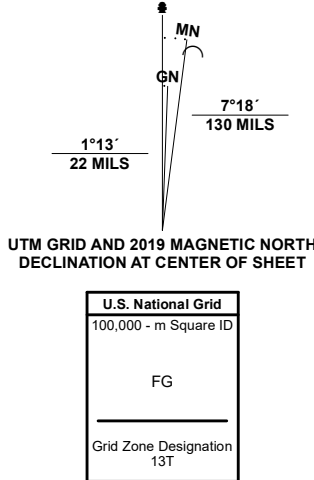 MN
GN
7°18´
130 MILS
1°13´
22 MILS
UTM GRID AND 2019 MAGNETIC NORTH
DECLINATION AT CENTER OF SHEET
U.S. National Grid
100,000 - m Square ID
FG
Grid Zone Designation
13T